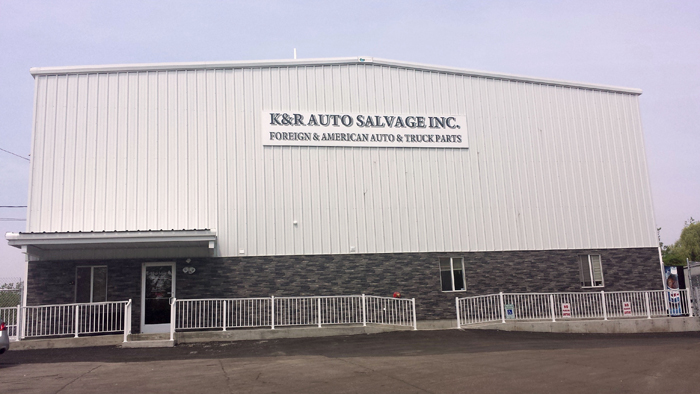 K&R AUTO SALVAGE INC.
FOREIGN & AMERICAN AUTO & TRUCK PARTS